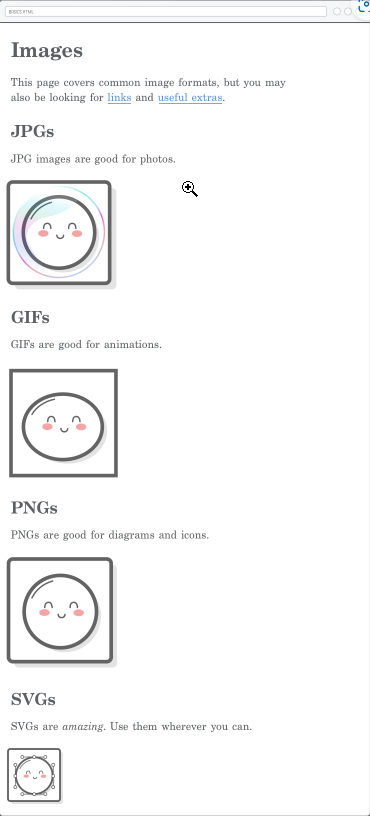 BASICS.HTML
Images
This page covers common image formats, but you may
also be looking for links and useful extras.
JPGs
JPG images are good for photos.
GIFs
GIFs are good for animations.
PNGs
PNGs are good for diagrams and icons.
SVGs
SVGs are amazing. Use them wherever you can.